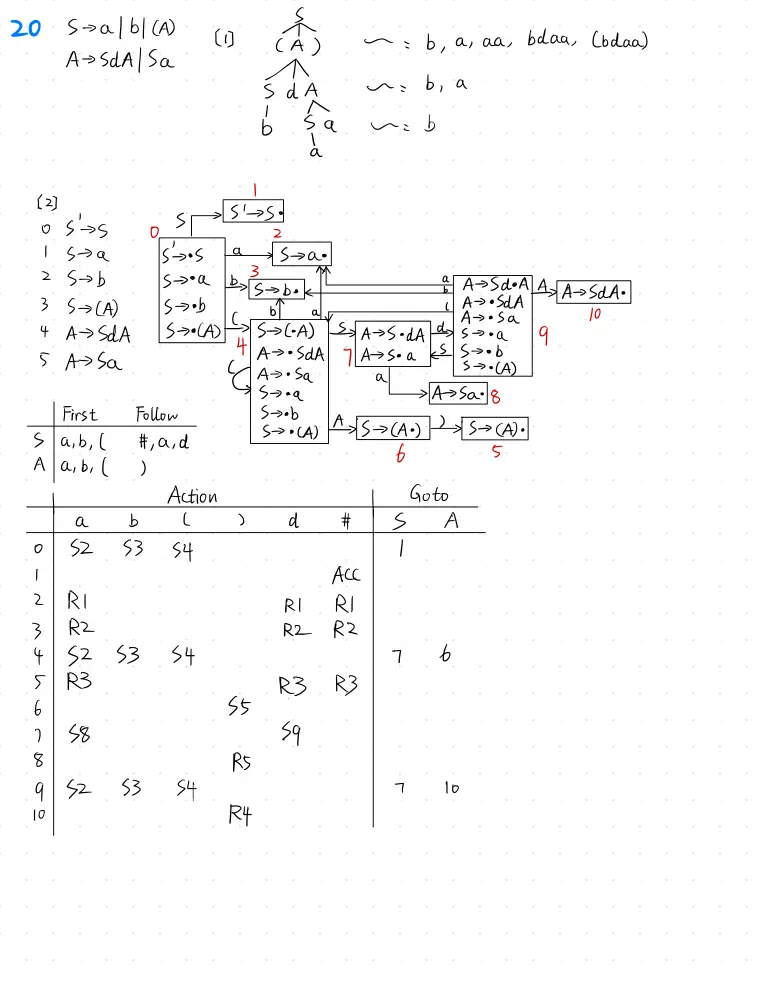 20 S→a|b|(A)
A→SdA|Sa
[1]
S
( A )
S d A
b S a
a
~: b, a, aa, bdaa, (bdaa)
~: b, a
~: b
[2]
0 S'→S
1 S→a
2 S→b
3 S→(A)
4 A→SdA
5 A→Sa
0
S'→·S
S→·a
S→·b
S→·(A)
S
1
S'→S·
a
2
S→a·
b
3
S→b·
(
4
S→(·A)
A→·SdA
A→·Sa
S→·a
S→·b
S→·(A)
b
a
(
S
7
A→S·dA
A→S·a
a
A→Sa· 8
d
S
a
b
(
A→Sd·A
A→·SdA
A→·Sa
S→·a
S→·b
S→·(A)
9
A
A→SdA·
10
A
S→(A·)
6
)
S→(A)·
5
First Follow
S a,b,( #,a,d
A a,b,( )
Action Goto
a b ( ) d # S A
0 S2 S3 S4 1
1 ACC
2 R1 R1 R1
3 R2 R2 R2
4 S2 S3 S4 7 6
5 R3 R3 R3
6 S5
7 S8 S9
8 R5
9 S2 S3 S4 7 10
10 R4